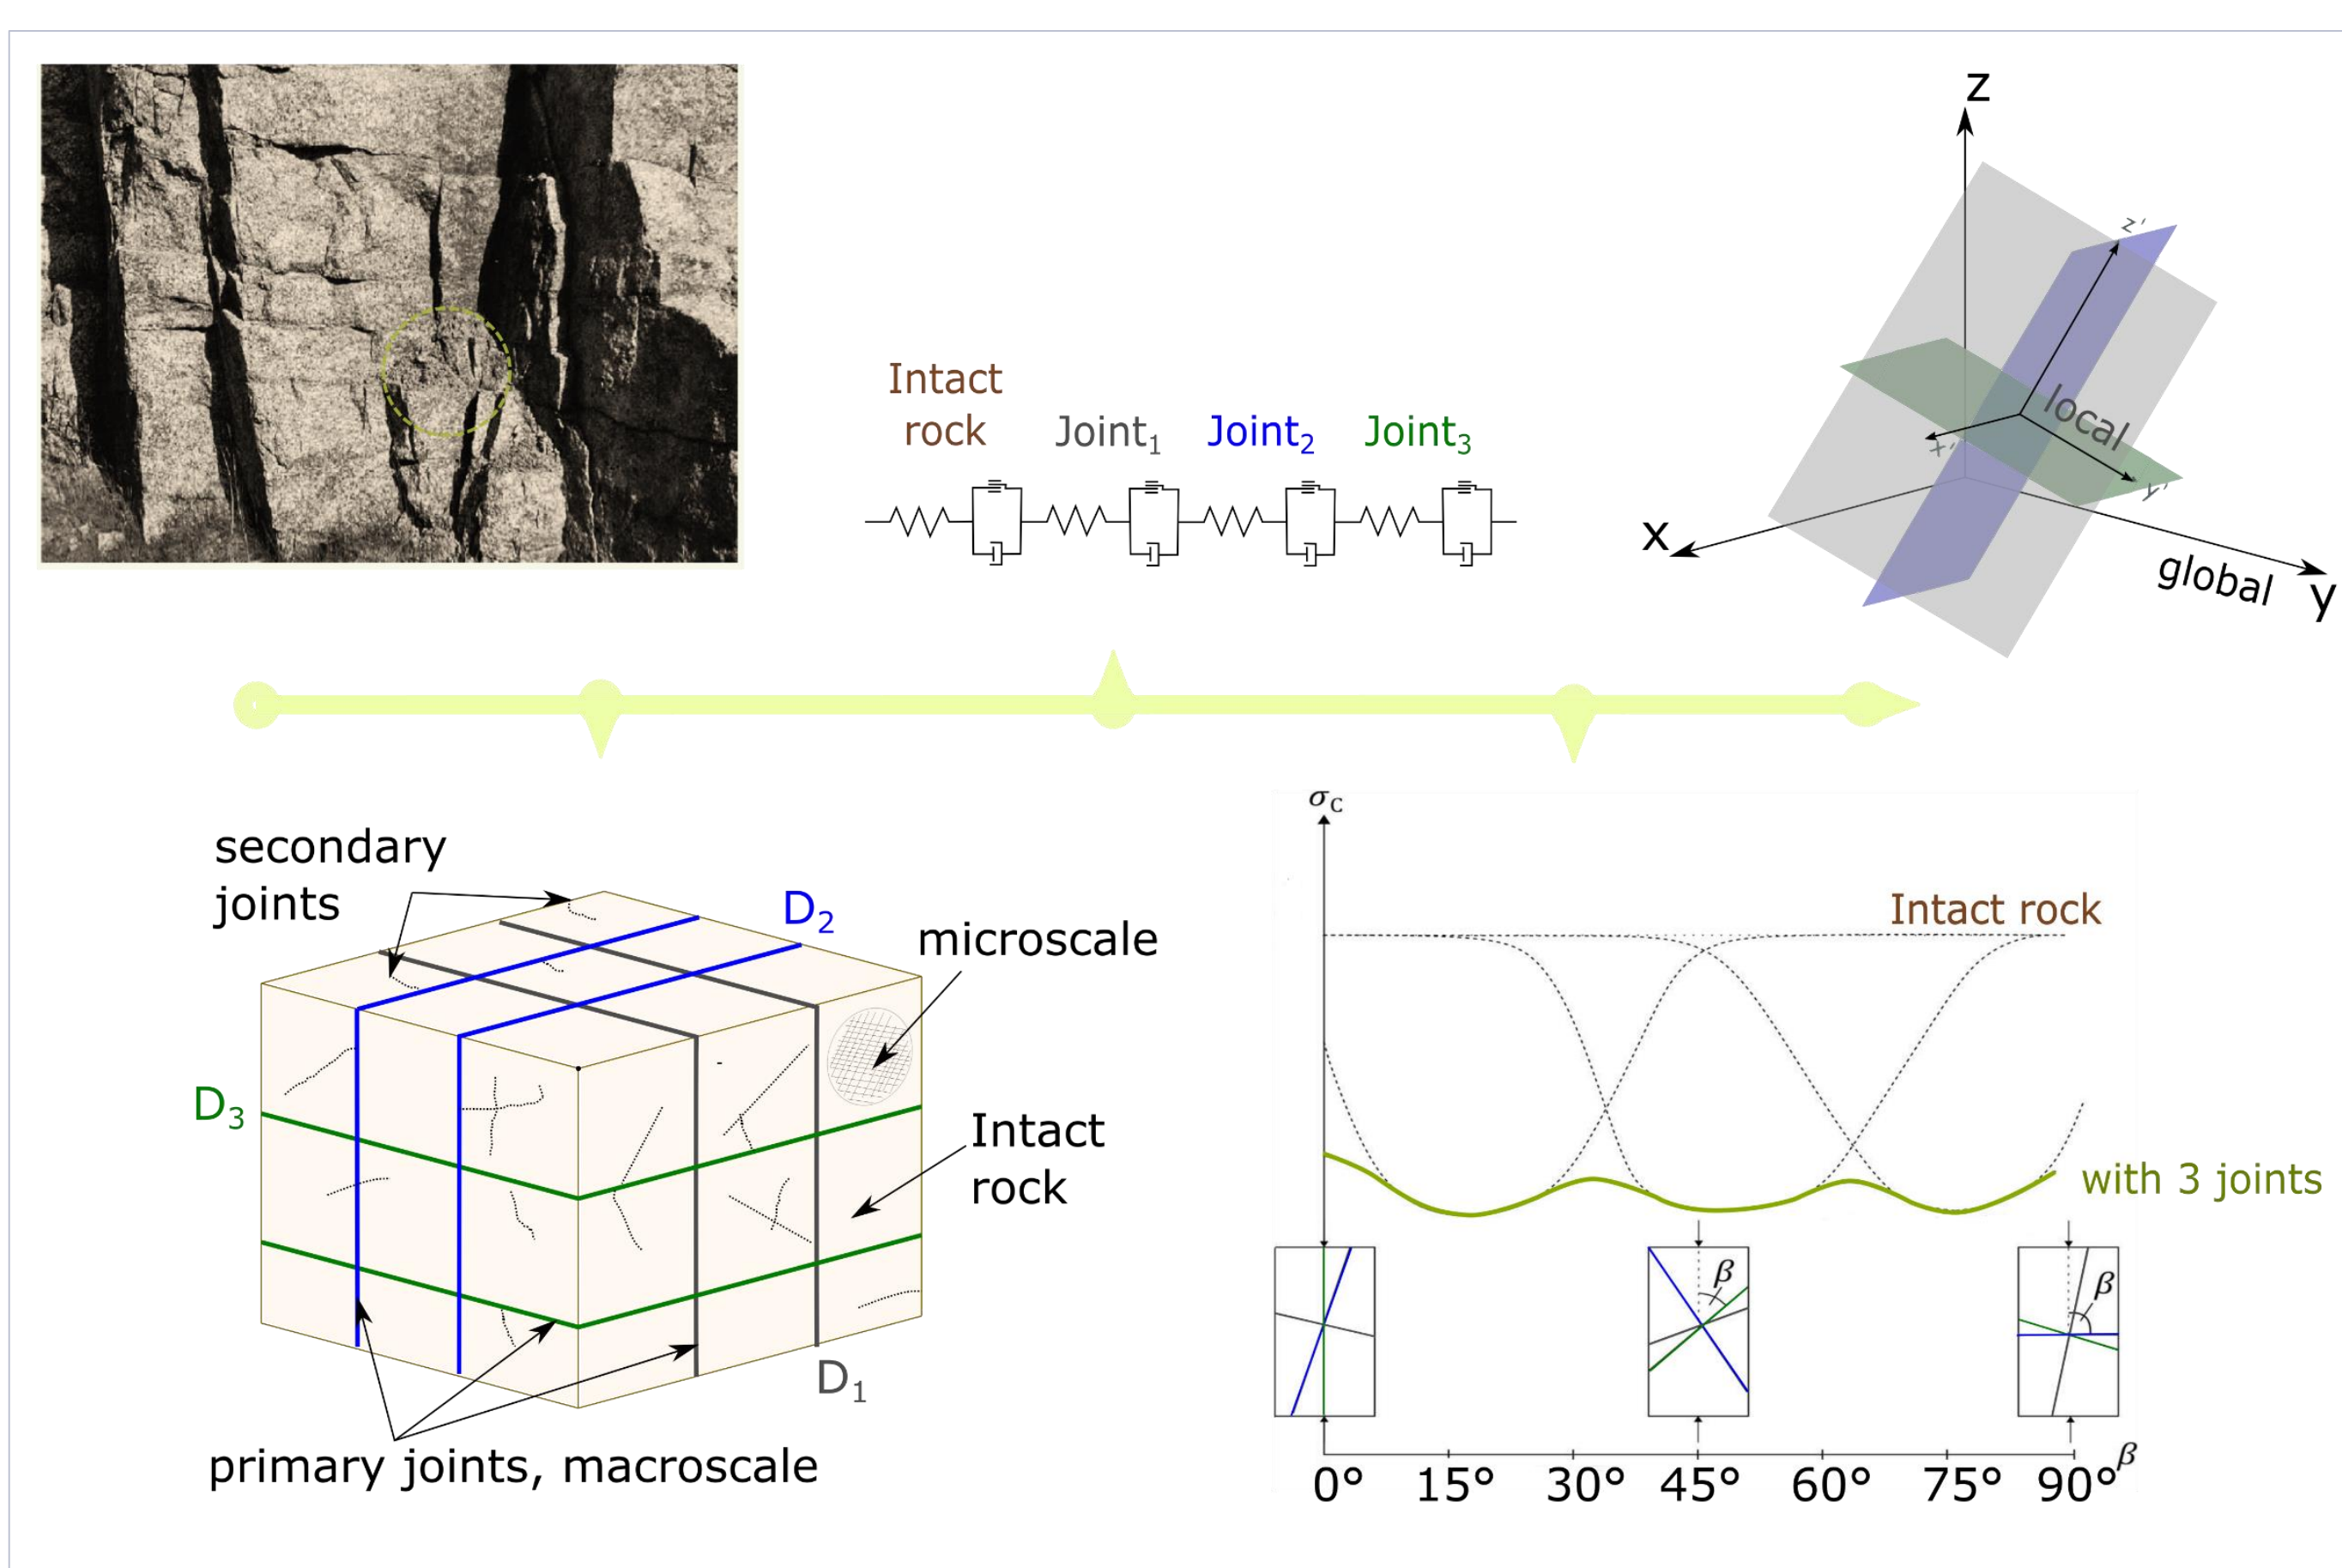 Intact
rock
Joint₁
Joint₂
Joint₃
z
z'
local
x'
y'
x
global
y
secondary
joints
D₂
microscale
D₃
Intact
rock
D₁
primary joints, macroscale
σ_C
Intact rock
with 3 joints
β
β
0° 15° 30° 45° 60° 75° 90° β